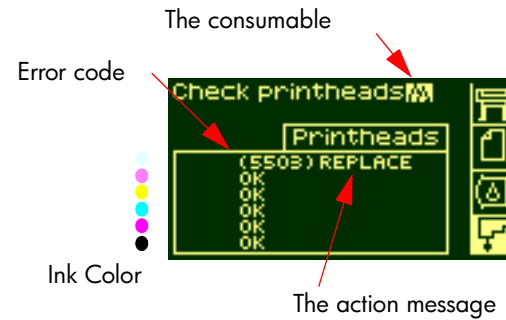 The consumable
Error code
Check printheads
Printheads
(5503) REPLACE
OK
OK
OK
OK
OK
Ink Color
The action message